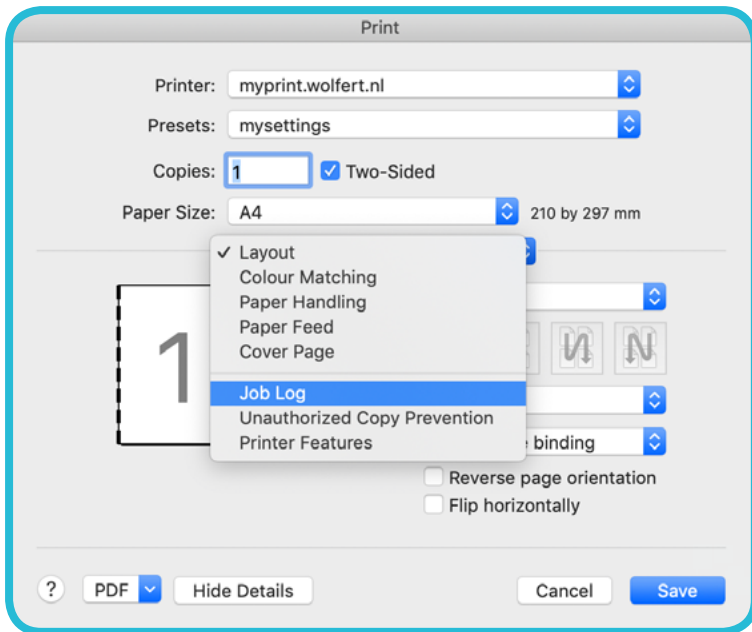 Print
Printer: myprint.wolfert.nl
Presets: mysettings
Copies: 1 Two-Sided
Paper Size: A4 210 by 297 mm
✓ Layout
Colour Matching
Paper Handling
Paper Feed
Cover Page
1
Job Log
Unauthorized Copy Prevention
Printer Features
binding
Reverse page orientation
Flip horizontally
? PDF Hide Details Cancel Save